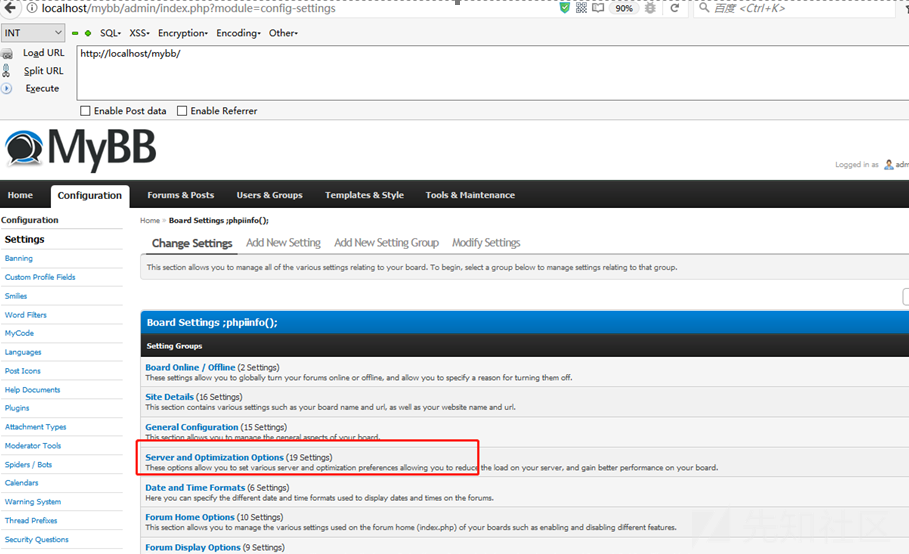 localhost/mybb/admin/index.php?module=config-settings
90%
百度 <Ctrl+K>
INT SQL▾ XSS▾ Encryption▾ Encoding▾ Other▾
Load URL http://localhost/mybb/
Split URL
Execute
Enable Post data Enable Referrer
MyBB
Logged in as adm
Home Configuration Forums & Posts Users & Groups Templates & Style Tools & Maintenance
Configuration
Settings
Banning
Custom Profile Fields
Smilies
Word Filters
MyCode
Languages
Post Icons
Help Documents
Plugins
Attachment Types
Moderator Tools
Spiders / Bots
Calendars
Warning System
Thread Prefixes
Security Questions
Home » Board Settings ;phpiinfo();
Change Settings Add New Setting Add New Setting Group Modify Settings
This section allows you to manage all of the various settings relating to your board. To begin, select a group below to manage settings relating to that group.
Board Settings ;phpiinfo();
Setting Groups
Board Online / Offline (2 Settings)
These settings allow you to globally turn your forums online or offline, and allow you to specify a reason for turning them off.
Site Details (16 Settings)
This section contains various settings such as your board name and url, as well as your website name and url.
General Configuration (15 Settings)
This section allows you to manage the general aspects of your board.
Server and Optimization Options (19 Settings)
These options allow you to set various server and optimization preferences allowing you to reduce the load on your server, and gain better performance on your board.
Date and Time Formats (6 Settings)
Here you can specify the different date and time formats used to display dates and times on the forums.
Forum Home Options (10 Settings)
This section allows you to manage the various settings used on the forum home (index.php) of your boards such as enabling and disabling different features.
Forum Display Options (9 Settings)
先知社区